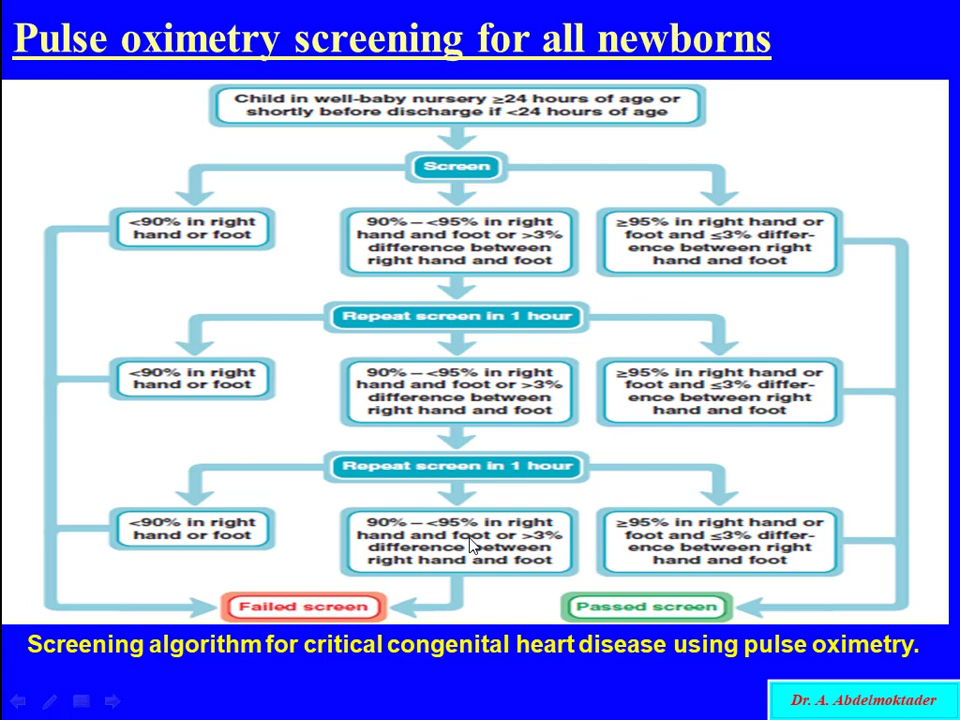 Pulse oximetry screening for all newborns
Child in well-baby nursery ≥24 hours of age or
shortly before discharge if <24 hours of age
Screen
<90% in right
hand or foot
90% – <95% in right
hand and foot or >3%
difference between
right hand and foot
≥95% in right hand or
foot and ≤3% differ-
ence between right
hand and foot
Repeat screen in 1 hour
<90% in right
hand or foot
90% – <95% in right
hand and foot or >3%
difference between
right hand and foot
≥95% in right hand or
foot and ≤3% differ-
ence between right
hand and foot
Repeat screen in 1 hour
<90% in right
hand or foot
90% – <95% in right
hand and foot or >3%
difference between
right hand and foot
≥95% in right hand or
foot and ≤3% differ-
ence between right
hand and foot
Failed screen
Passed screen
Screening algorithm for critical congenital heart disease using pulse oximetry.
Dr. A. Abdelmoktader